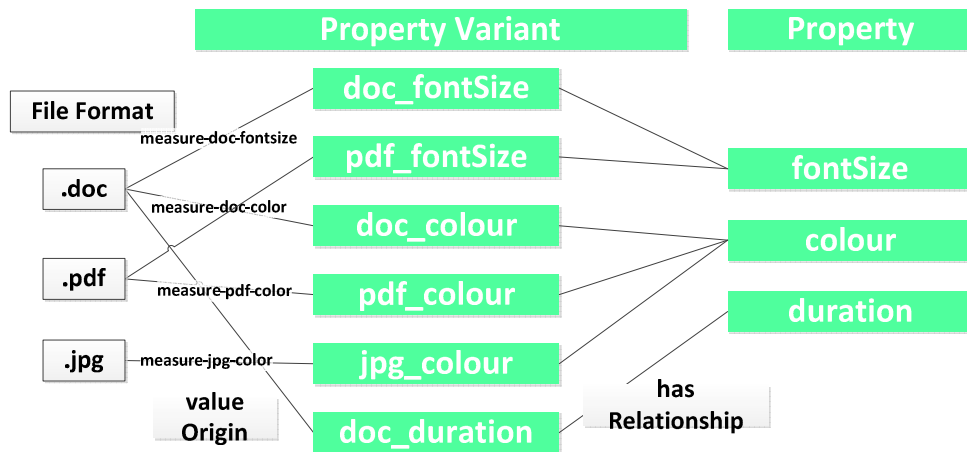 Property Variant
Property
File Format
doc_fontSize
measure-doc-fontsize
pdf_fontSize
fontSize
.doc
measure-doc-color
doc_colour
colour
.pdf
measure-pdf-color
pdf_colour
duration
.jpg
measure-jpg-color
jpg_colour
value
Origin
has
Relationship
doc_duration